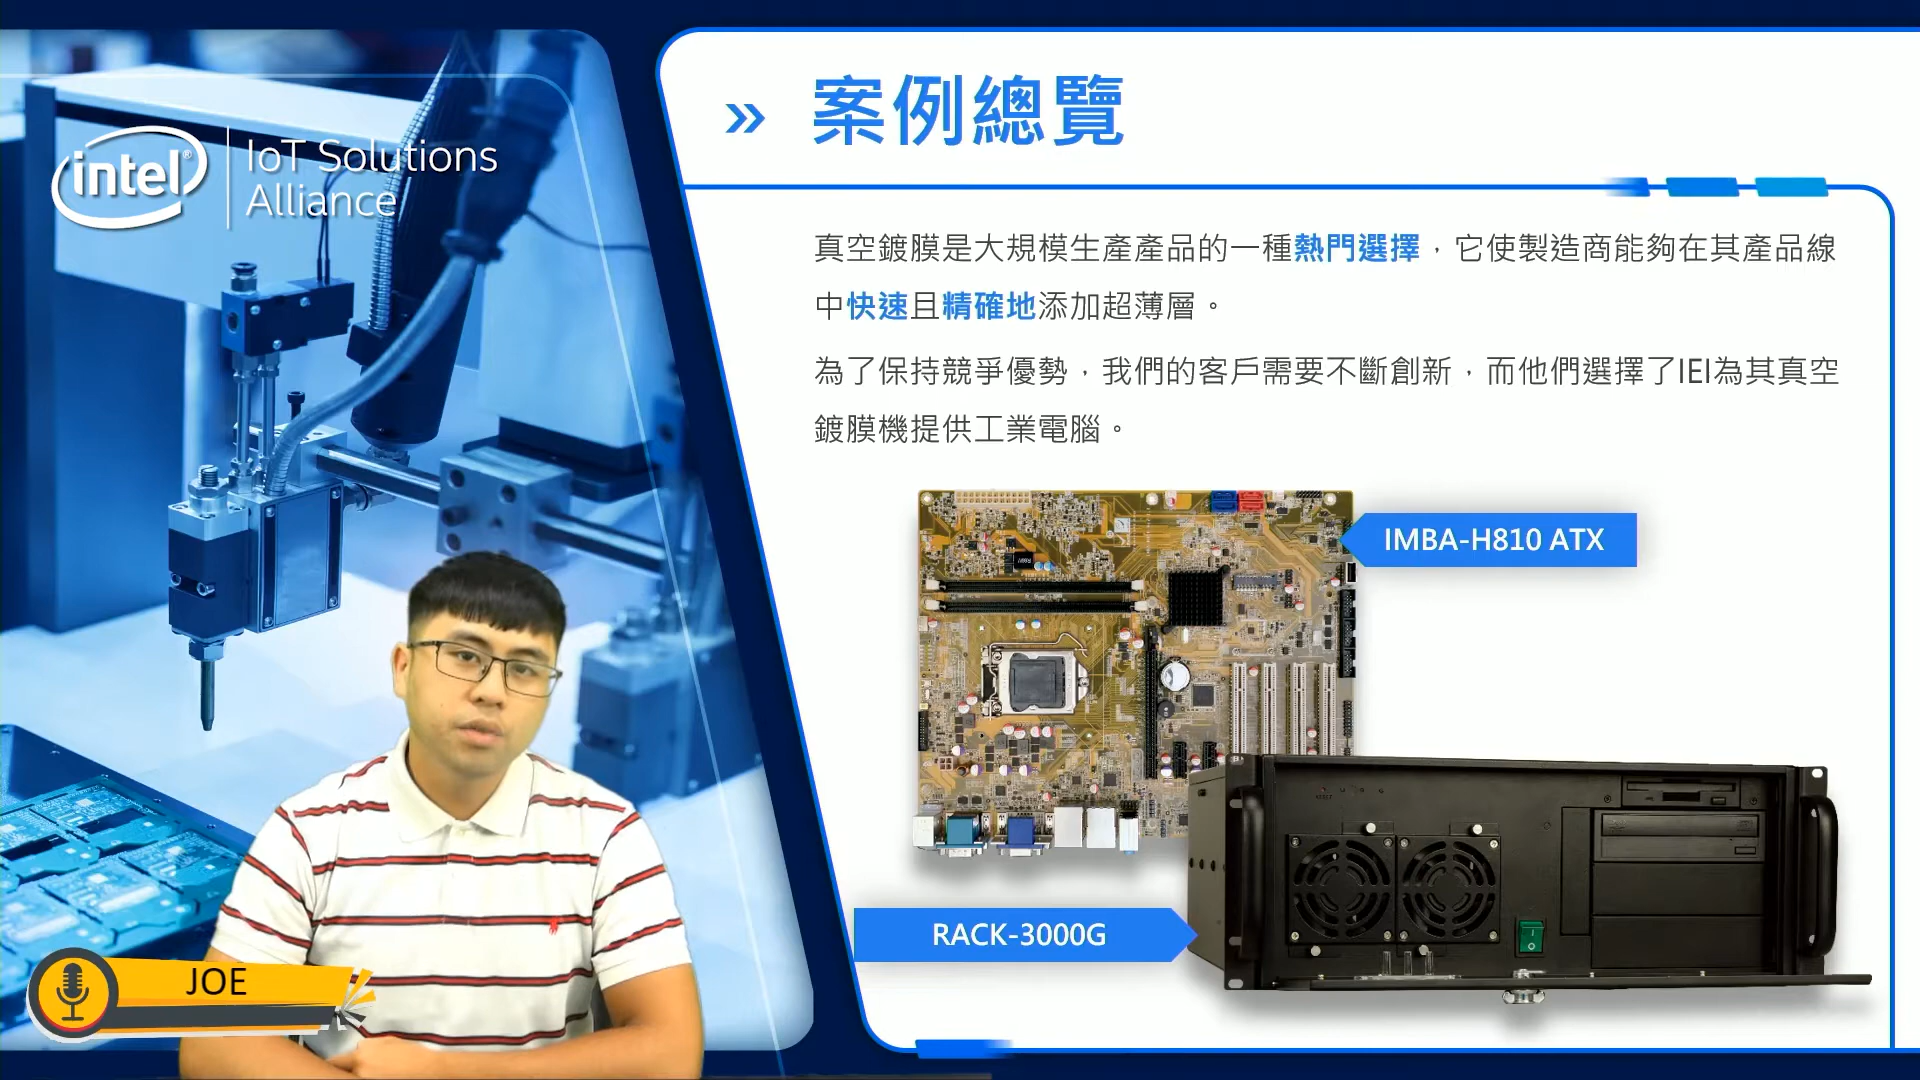 intel
IoT Solutions
Alliance
» 案例總覽
真空鍍膜是大規模生產產品的一種熱門選擇，它使製造商能夠在其產品線
中快速且精確地添加超薄層。
為了保持競爭優勢，我們的客戶需要不斷創新，而他們選擇了IEI為其真空
鍍膜機提供工業電腦。
IMBA-H810 ATX
RACK-3000G
JOE